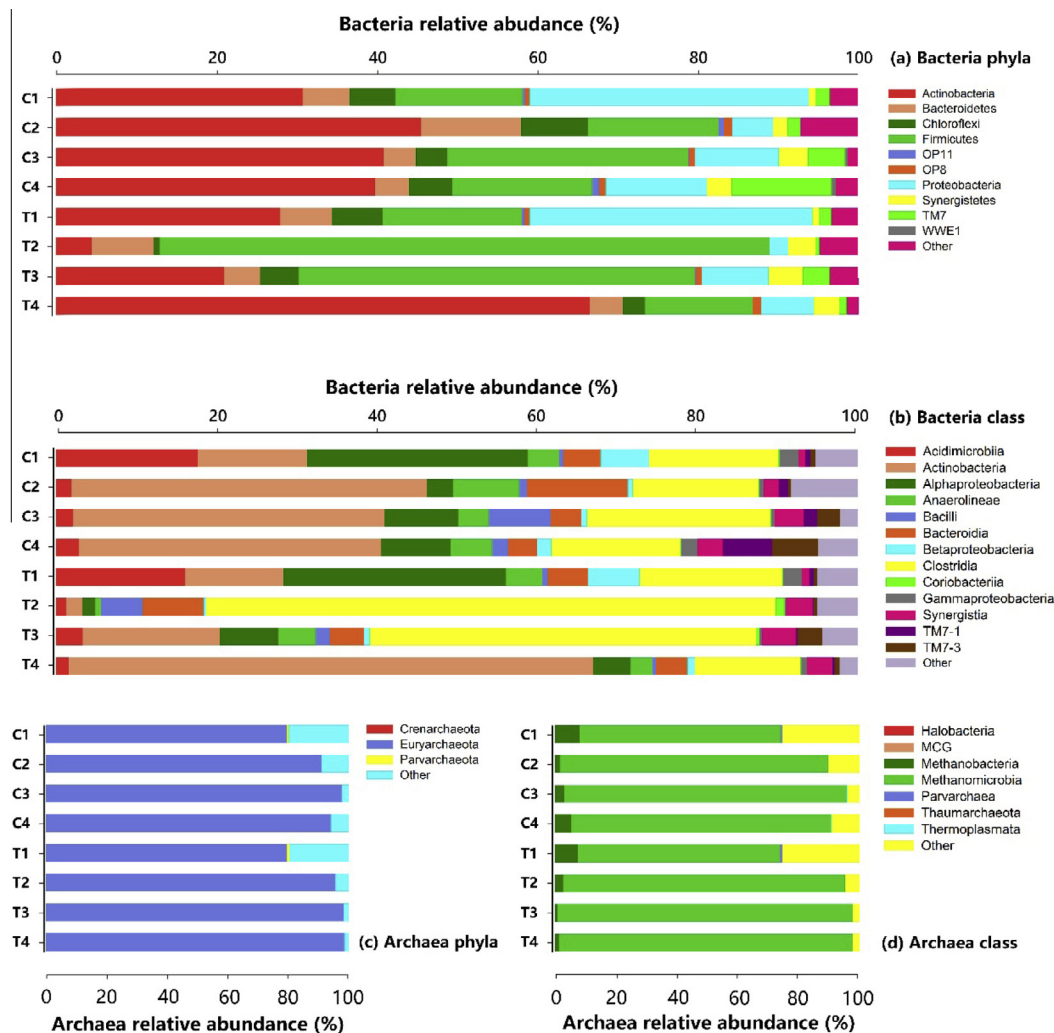 Bacteria relative abudance (%)
0 20 40 60 80 100
(a) Bacteria phyla
C1
C2
C3
C4
T1
T2
T3
T4
Actinobacteria
Bacteroidetes
Chloroflexi
Firmicutes
OP11
OP8
Proteobacteria
Synergistetes
TM7
WWE1
Other
Bacteria relative abundance (%)
0 20 40 60 80 100
(b) Bacteria class
C1
C2
C3
C4
T1
T2
T3
T4
Acidimicrobiia
Actinobacteria
Alphaproteobacteria
Anaerolineae
Bacilli
Bacteroidia
Betaproteobacteria
Clostridia
Coriobacteriia
Gammaproteobacteria
Synergistia
TM7-1
TM7-3
Other
C1
C2
C3
C4
T1
T2
T3
T4
Crenarchaeota
Euryarchaeota
Parvarchaeota
Other
(c) Archaea phyla
0 20 40 60 80 100
Archaea relative abundance (%)
C1
C2
C3
C4
T1
T2
T3
T4
Halobacteria
MCG
Methanobacteria
Methanomicrobia
Parvarchaea
Thaumarchaeota
Thermoplasmata
Other
(d) Archaea class
0 20 40 60 80 100
Archaea relative abundance (%)